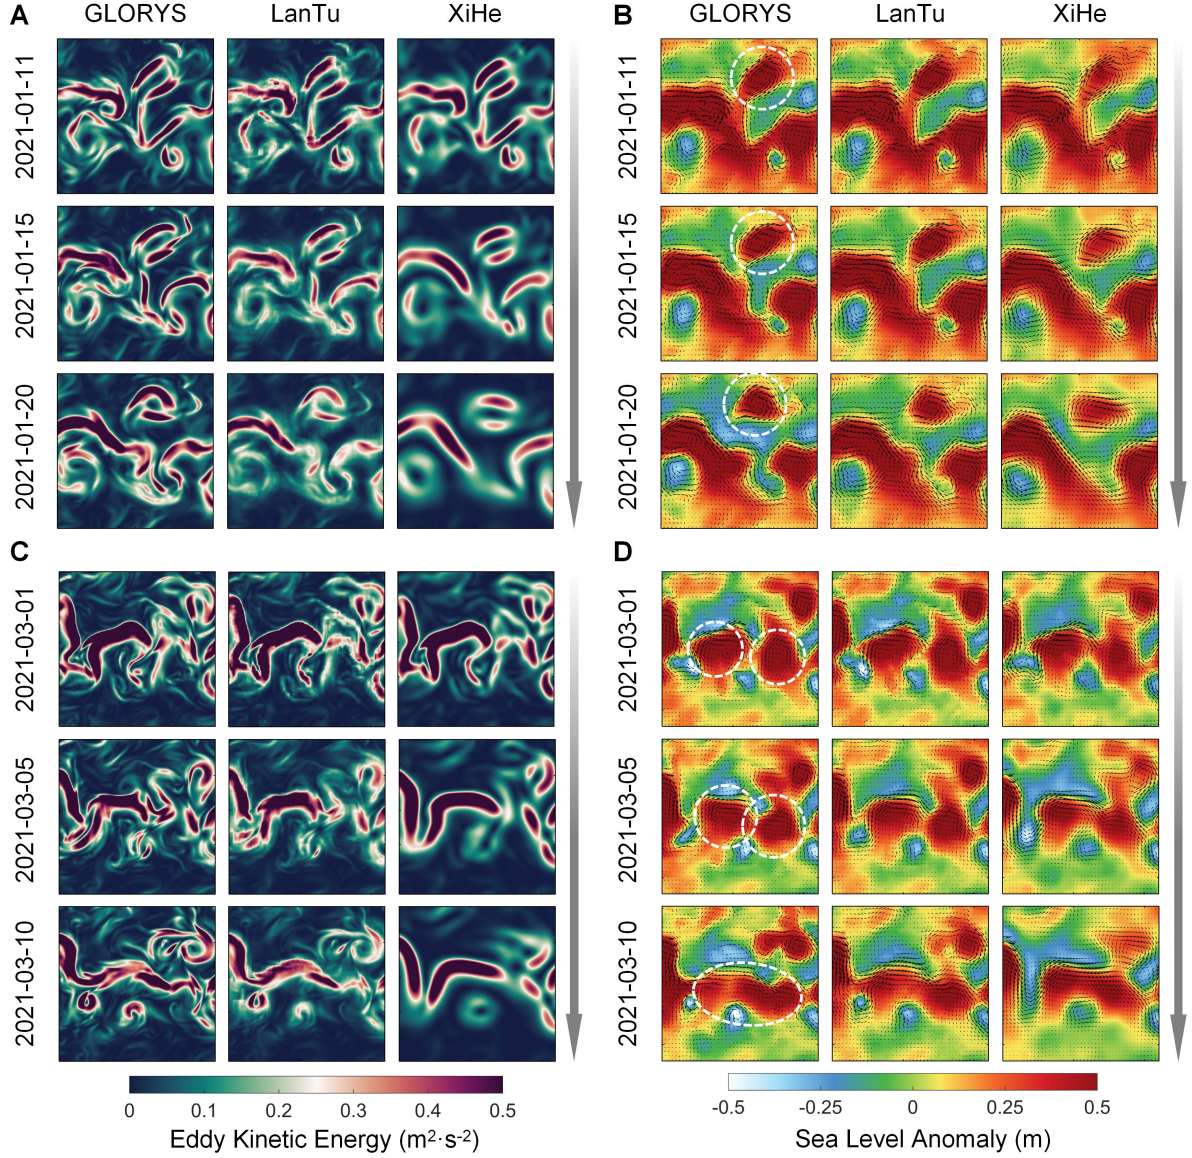 A
GLORYS LanTu XiHe
2021-01-11
2021-01-15
2021-01-20
B
GLORYS LanTu XiHe
2021-01-11
2021-01-15
2021-01-20
C
2021-03-01
2021-03-05
2021-03-10
0 0.1 0.2 0.3 0.4 0.5
Eddy Kinetic Energy (m²·s⁻²)
D
2021-03-01
2021-03-05
2021-03-10
-0.5 -0.25 0 0.25 0.5
Sea Level Anomaly (m)